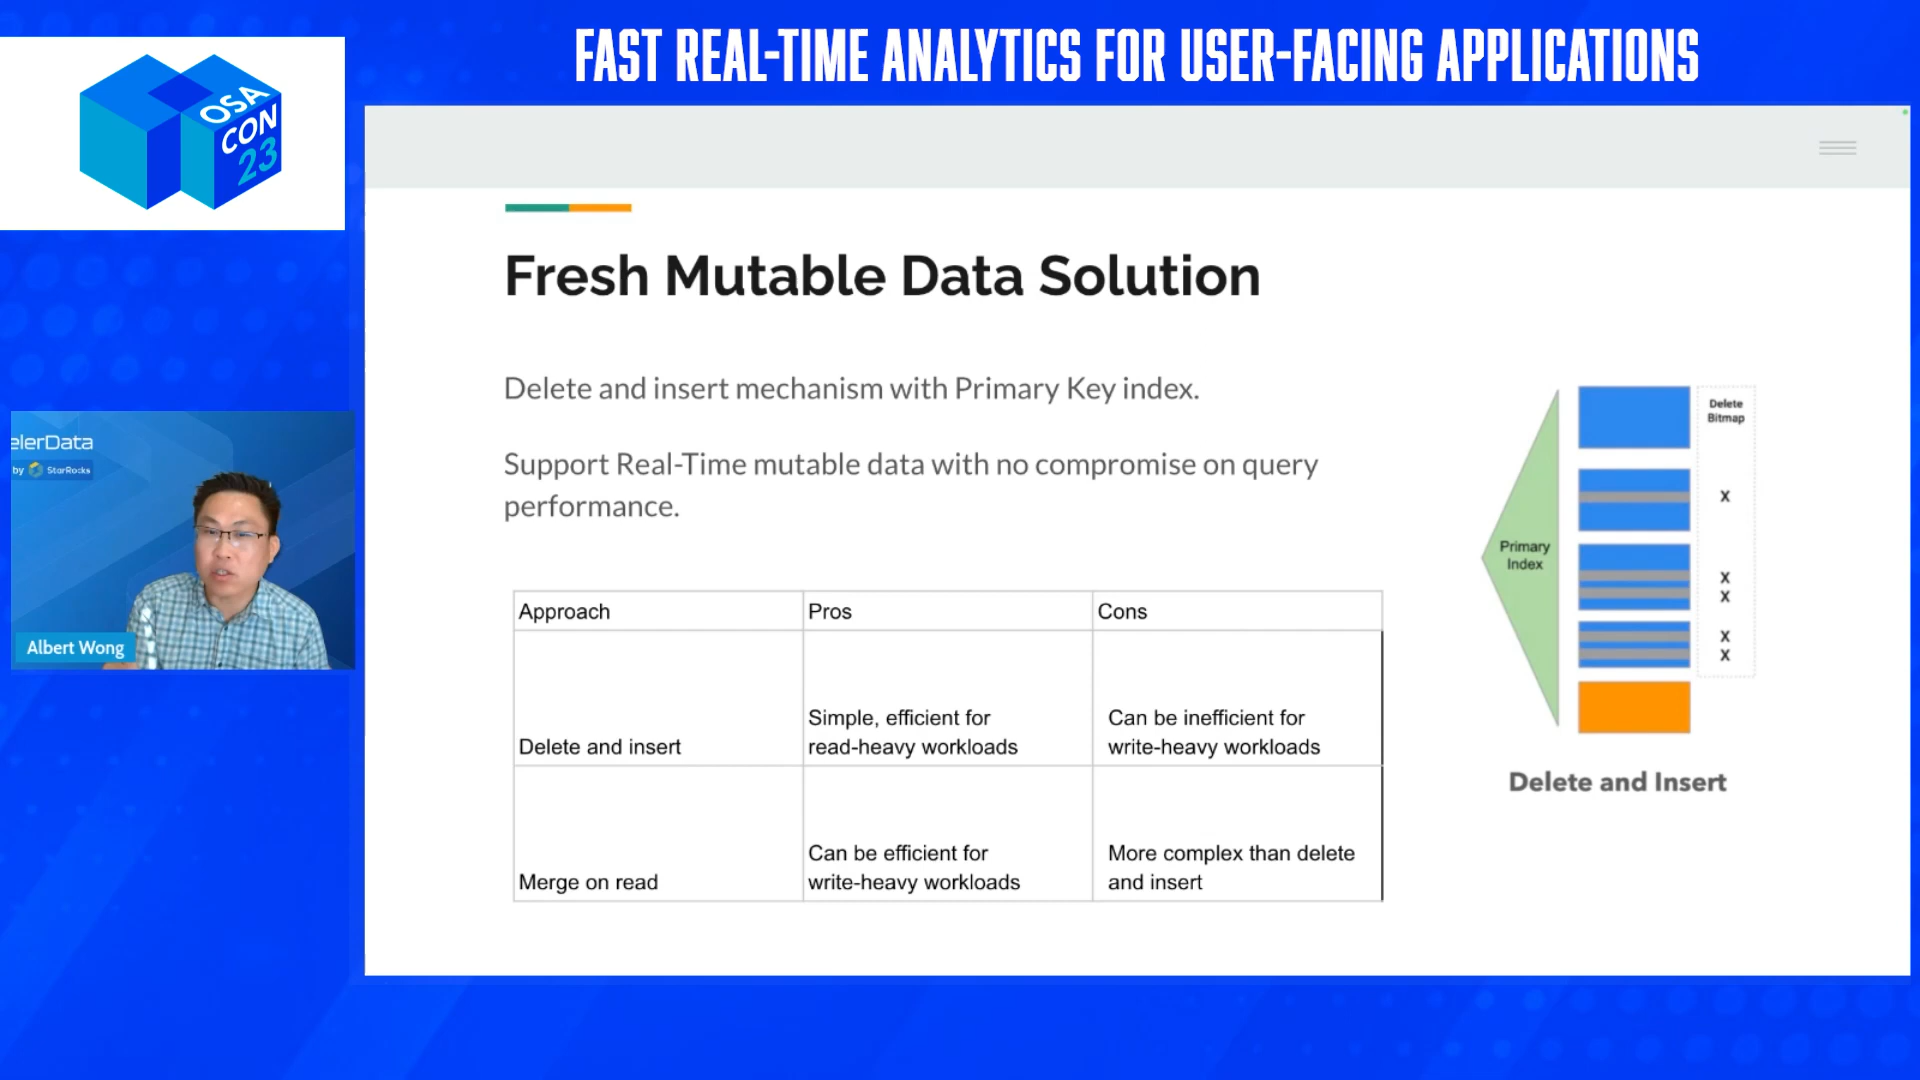 FAST REAL-TIME ANALYTICS FOR USER-FACING APPLICATIONS
OSA
CON
23
Fresh Mutable Data Solution
Delete and insert mechanism with Primary Key index.
Support Real-Time mutable data with no compromise on query
performance.
Approach Pros Cons
Delete and insert
Simple, efficient for
read-heavy workloads
Can be inefficient for
write-heavy workloads
Merge on read
Can be efficient for
write-heavy workloads
More complex than delete
and insert
Primary
Index
Delete
Bitmap
X
X
X
X
X
Delete and Insert
elerData
by StarRocks
Albert Wong